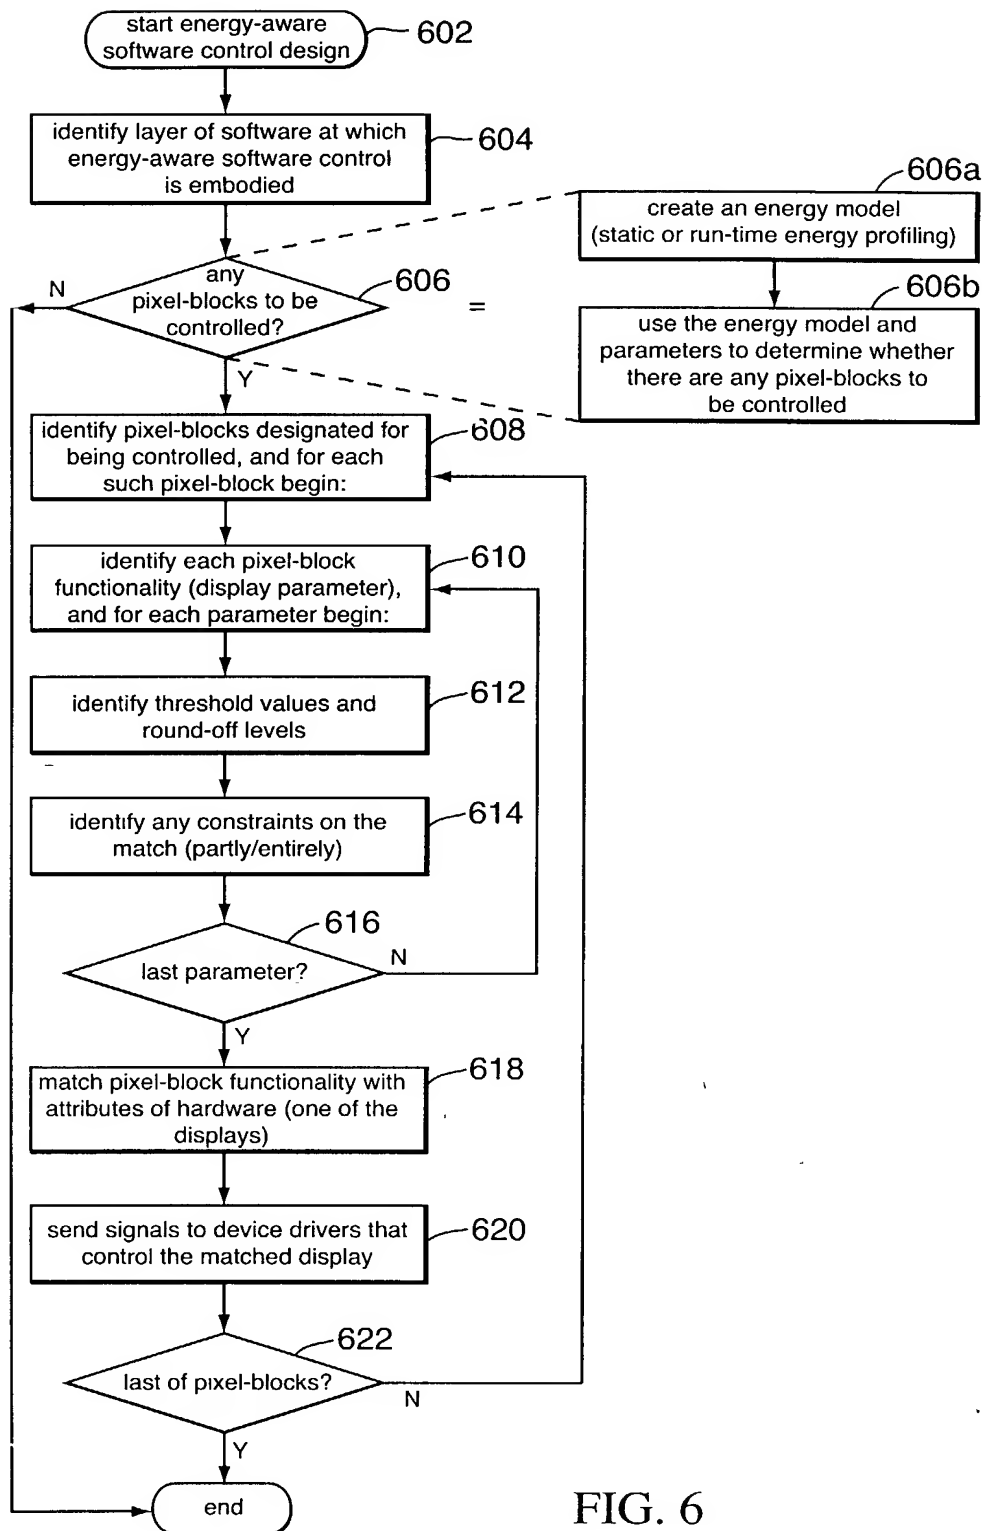 start energy-aware
software control design
602
identify layer of software at which
energy-aware software control
is embodied
604
any
pixel-blocks to be
controlled?
606
N
Y
=
606a
create an energy model
(static or run-time energy profiling)
606b
use the energy model and
parameters to determine whether
there are any pixel-blocks to
be controlled
identify pixel-blocks designated for
being controlled, and for each
such pixel-block begin:
608
identify each pixel-block
functionality (display parameter),
and for each parameter begin:
610
identify threshold values and
round-off levels
612
identify any constraints on the
match (partly/entirely)
614
616
last parameter?
N
Y
match pixel-block functionality with
attributes of hardware (one of the
displays)
618
send signals to device drivers that
control the matched display
620
622
last of pixel-blocks?
N
Y
end
FIG. 6